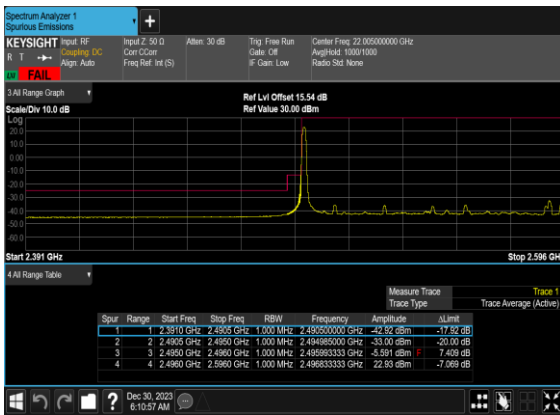 Spectrum Analyzer 1
Spurious Emissions
KEYSIGHT Input: RF Input Z: 50 Ω Atten: 30 dB Trig: Free Run Center Freq: 22.005000000 GHz
R T Coupling: DC Corr CCorr Gate: Off Avg|Hold: 1000/1000
Align: Auto Freq Ref: Int (S) IF Gain: Low Radio Std: None
FAIL
3 All Range Graph
Ref Lvl Offset 15.54 dB
Scale/Div 10.0 dB Ref Value 30.00 dBm
Log
20.0
10.0
0.00
-10.0
-20.0
-30.0
-40.0
-50.0
-60.0
Start 2.391 GHz Stop 2.596 GH
4 All Range Table
Measure Trace Trace 1
Trace Type Trace Average (Active)
Spur Range Start Freq Stop Freq RBW Frequency Amplitude ΔLimit
1 1 2.3910 GHz 2.4905 GHz 1.000 MHz 2.490500000 GHz -42.92 dBm -17.92 dB
2 2 2.4905 GHz 2.4950 GHz 1.000 MHz 2.494985000 GHz -33.00 dBm -20.00 dB
3 3 2.4950 GHz 2.4960 GHz 1.000 MHz 2.495993333 GHz -5.591 dBm F 7.409 dB
4 4 2.4960 GHz 2.5960 GHz 1.000 MHz 2.496833333 GHz 22.93 dBm -7.069 dB
Dec 30, 2023
6:10:57 AM